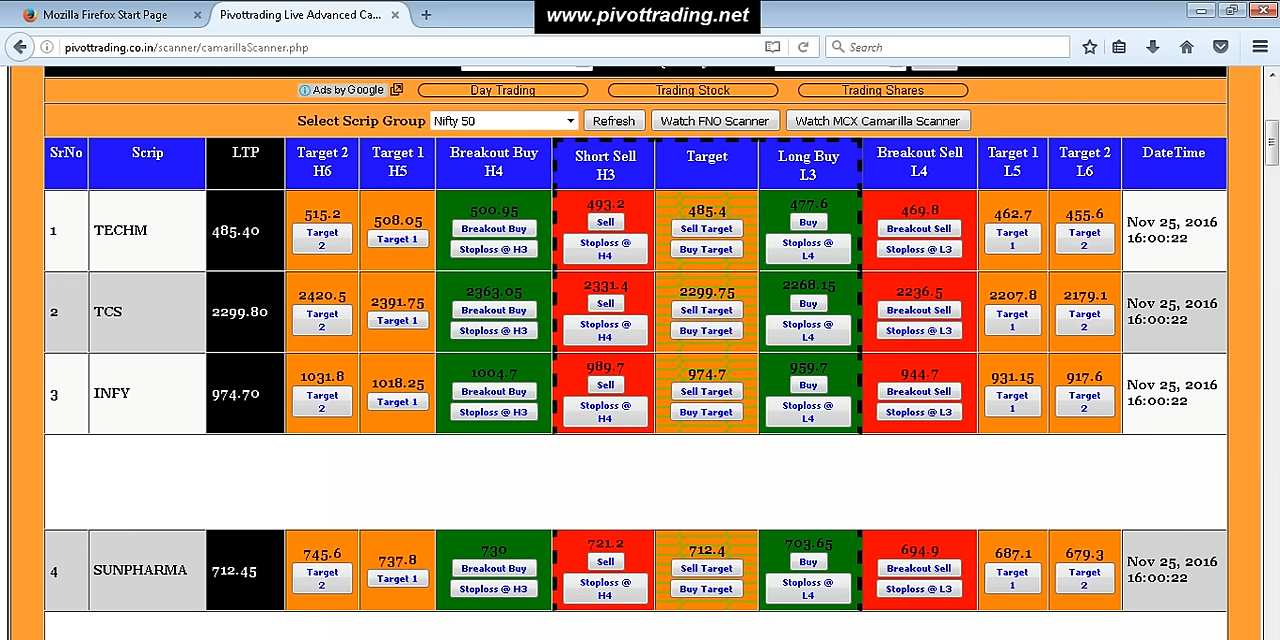 Mozilla Firefox Start Page × Pivottrading Live Advanced Ca... × +
www.pivottrading.net
pivottrading.co.in/scanner/camarillaScanner.php Search
Ads by Google Day Trading Trading Stock Trading Shares
Select Scrip Group Nifty 50 Refresh Watch FNO Scanner Watch MCX Camarilla Scanner
SrNo Scrip LTP Target 2 H6 Target 1 H5 Breakout Buy H4 Short Sell H3 Target Long Buy L3 Breakout Sell L4 Target 1 L5 Target 2 L6 DateTime
1 TECHM 485.40 515.2 Target 2 508.05 Target 1 500.95 Breakout Buy Stoploss @ H3 493.2 Sell Stoploss @ H4 485.4 Sell Target Buy Target 477.6 Buy Stoploss @ L4 469.8 Breakout Sell Stoploss @ L3 462.7 Target 1 455.6 Target 2 Nov 25, 2016 16:00:22
2 TCS 2299.80 2420.5 Target 2 2391.75 Target 1 2363.05 Breakout Buy Stoploss @ H3 2331.4 Sell Stoploss @ H4 2299.75 Sell Target Buy Target 2268.15 Buy Stoploss @ L4 2236.5 Breakout Sell Stoploss @ L3 2207.8 Target 1 2179.1 Target 2 Nov 25, 2016 16:00:22
3 INFY 974.70 1031.8 Target 2 1018.25 Target 1 1004.7 Breakout Buy Stoploss @ H3 989.7 Sell Stoploss @ H4 974.7 Sell Target Buy Target 959.7 Buy Stoploss @ L4 944.7 Breakout Sell Stoploss @ L3 931.15 Target 1 917.6 Target 2 Nov 25, 2016 16:00:22
4 SUNPHARMA 712.45 745.6 Target 2 737.8 Target 1 730 Breakout Buy Stoploss @ H3 721.2 Sell Stoploss @ H4 712.4 Sell Target Buy Target 703.65 Buy Stoploss @ L4 694.9 Breakout Sell Stoploss @ L3 687.1 Target 1 679.3 Target 2 Nov 25, 2016 16:00:22